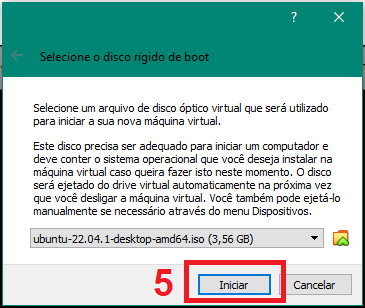 ?
Selecione o disco rígido de boot
Selecione um arquivo de disco óptico virtual que será utilizado
para iniciar a sua nova máquina virtual.
Este disco precisa ser adequado para iniciar um computador e
deve conter o sistema operacional que você deseja instalar na
máquina virtual caso queira fazer isto neste momento. O disco
será ejetado do drive virtual automaticamente na próxima vez
que você desligar a máquina virtual. Você também pode ejetá-lo
manualmente se necessário através do menu Dispositivos.
ubuntu-22.04.1-desktop-amd64.iso (3,56 GB)
5 Iniciar Cancelar